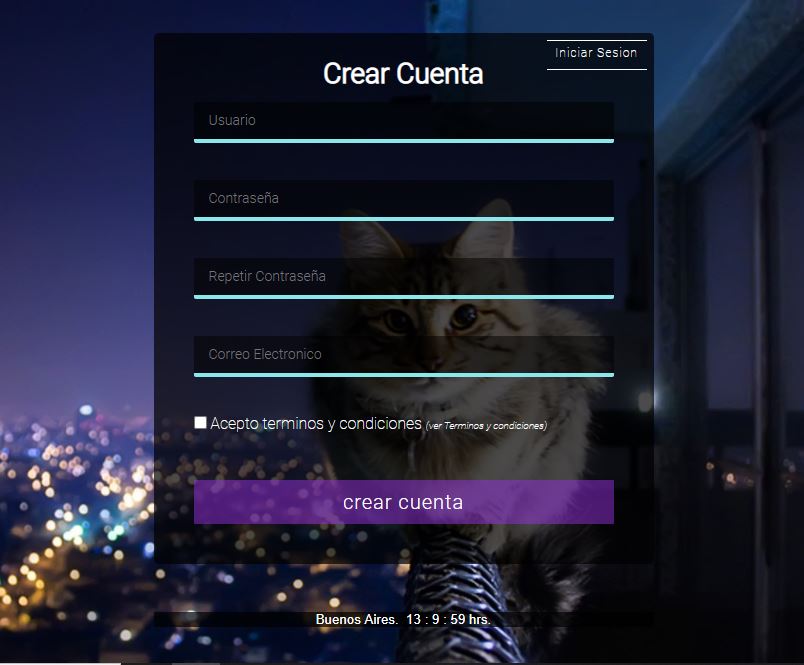 Iniciar Sesion
Crear Cuenta
Usuario
Contraseña
Repetir Contraseña
Correo Electronico
Acepto terminos y condiciones (ver Terminos y condiciones)
crear cuenta
Buenos Aires. 13 : 9 : 59 hrs.